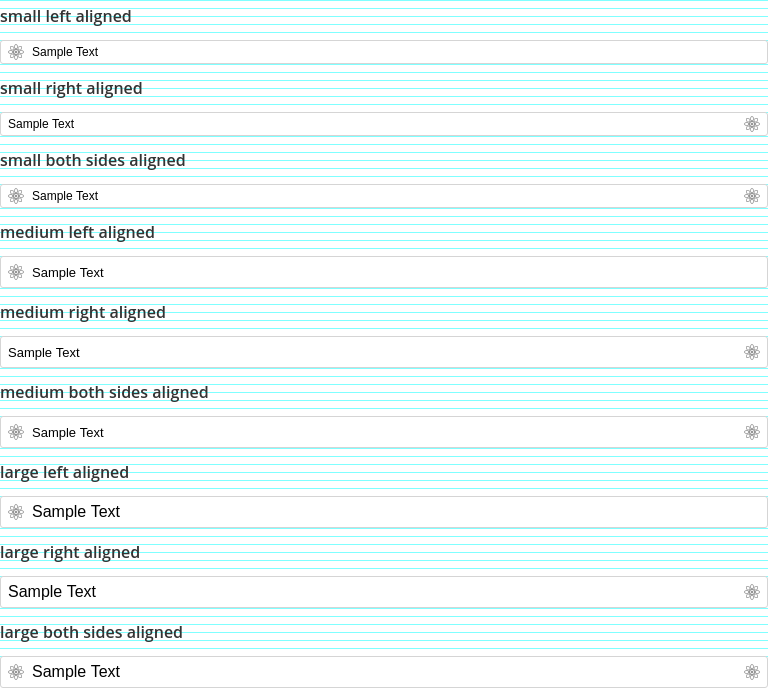 small left aligned
Sample Text
small right aligned
Sample Text
small both sides aligned
Sample Text
medium left aligned
Sample Text
medium right aligned
Sample Text
medium both sides aligned
Sample Text
large left aligned
Sample Text
large right aligned
Sample Text
large both sides aligned
Sample Text